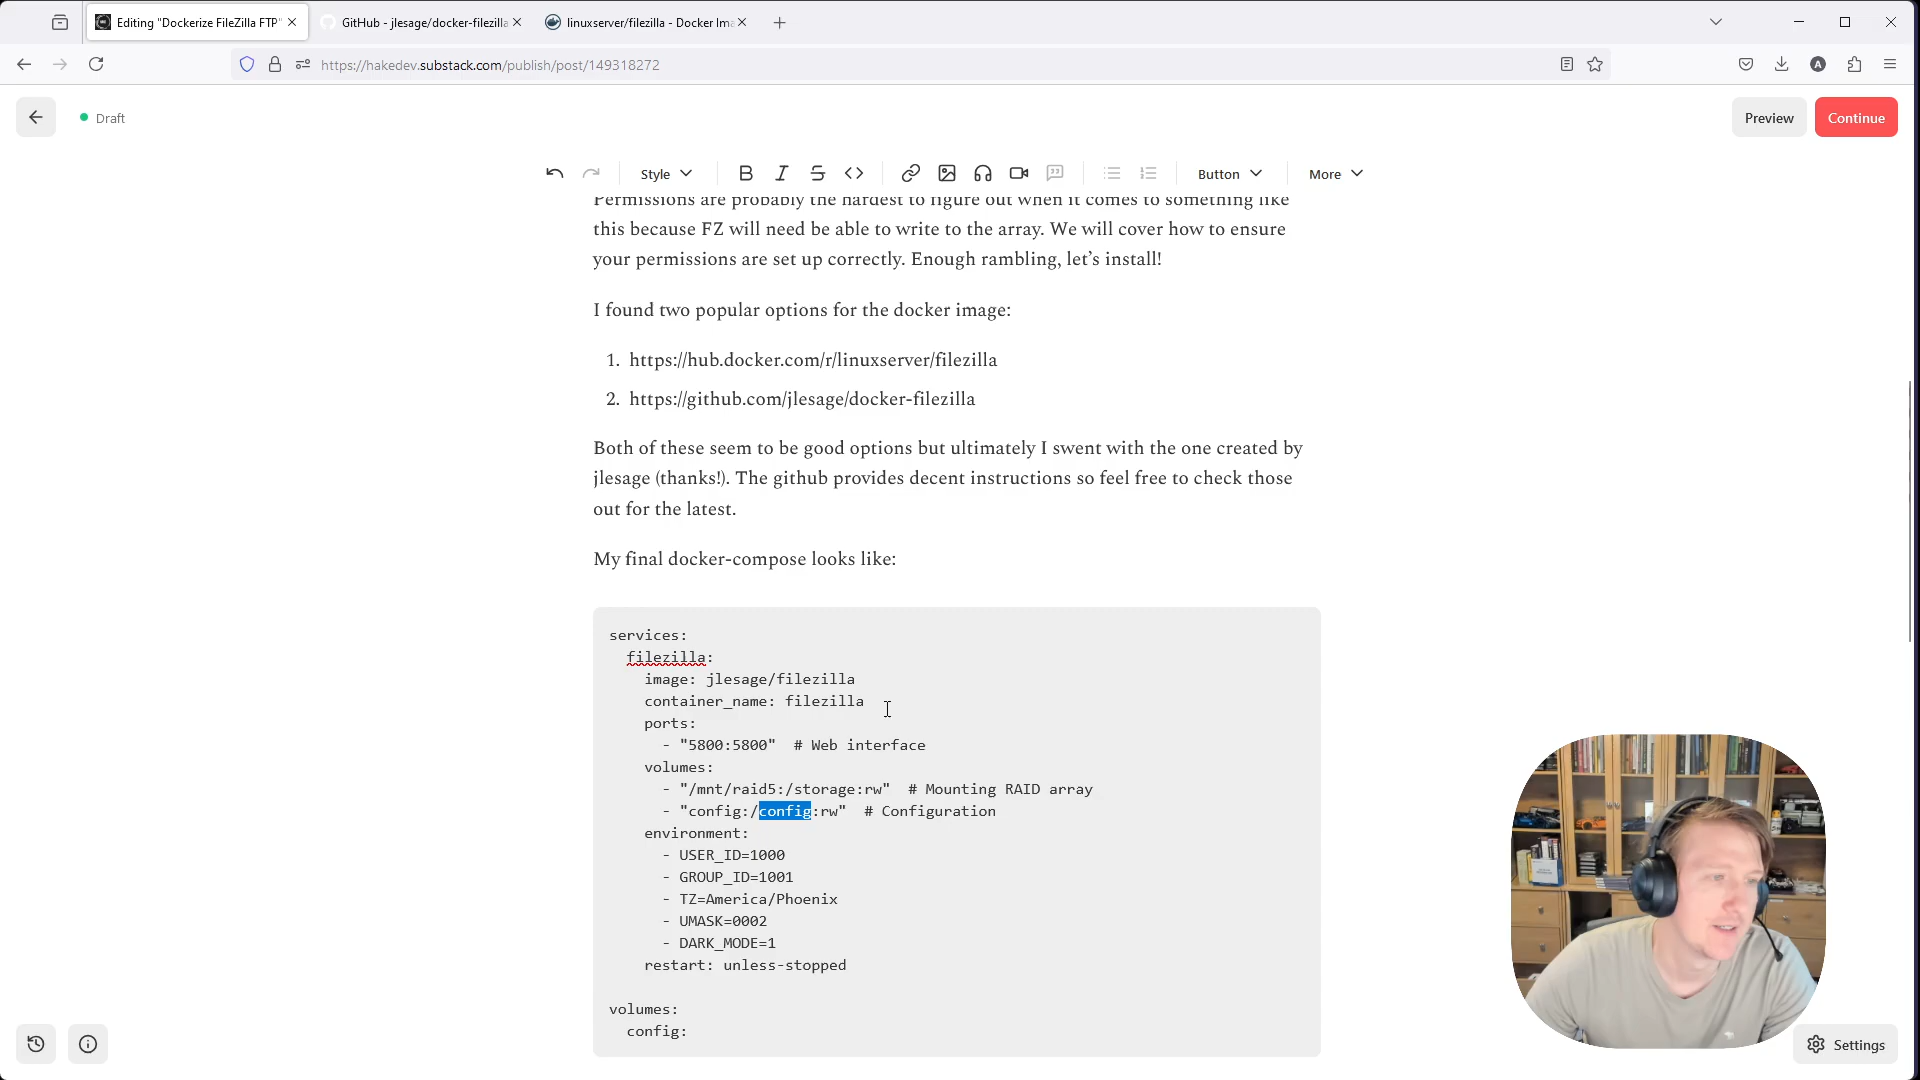 Editing "Dockerize FileZilla FTP"
GitHub - jlesage/docker-filezilla
linuxserver/filezilla - Docker Ima
https://hakedev.substack.com/publish/post/149318272
Draft
Preview
Continue
Style
Button
More
Permissions are probably the hardest to figure out when it comes to something like
this because FZ will need be able to write to the array. We will cover how to ensure
your permissions are set up correctly. Enough rambling, let’s install!
I found two popular options for the docker image:
1. https://hub.docker.com/r/linuxserver/filezilla
2. https://github.com/jlesage/docker-filezilla
Both of these seem to be good options but ultimately I swent with the one created by
jlesage (thanks!). The github provides decent instructions so feel free to check those
out for the latest.
My final docker-compose looks like:
services:
  filezilla:
    image: jlesage/filezilla
    container_name: filezilla
    ports:
      - "5800:5800"  # Web interface
    volumes:
      - "/mnt/raid5:/storage:rw"  # Mounting RAID array
      - "config:/config:rw"  # Configuration
    environment:
      - USER_ID=1000
      - GROUP_ID=1001
      - TZ=America/Phoenix
      - UMASK=0002
      - DARK_MODE=1
    restart: unless-stopped
volumes:
  config:
Settings